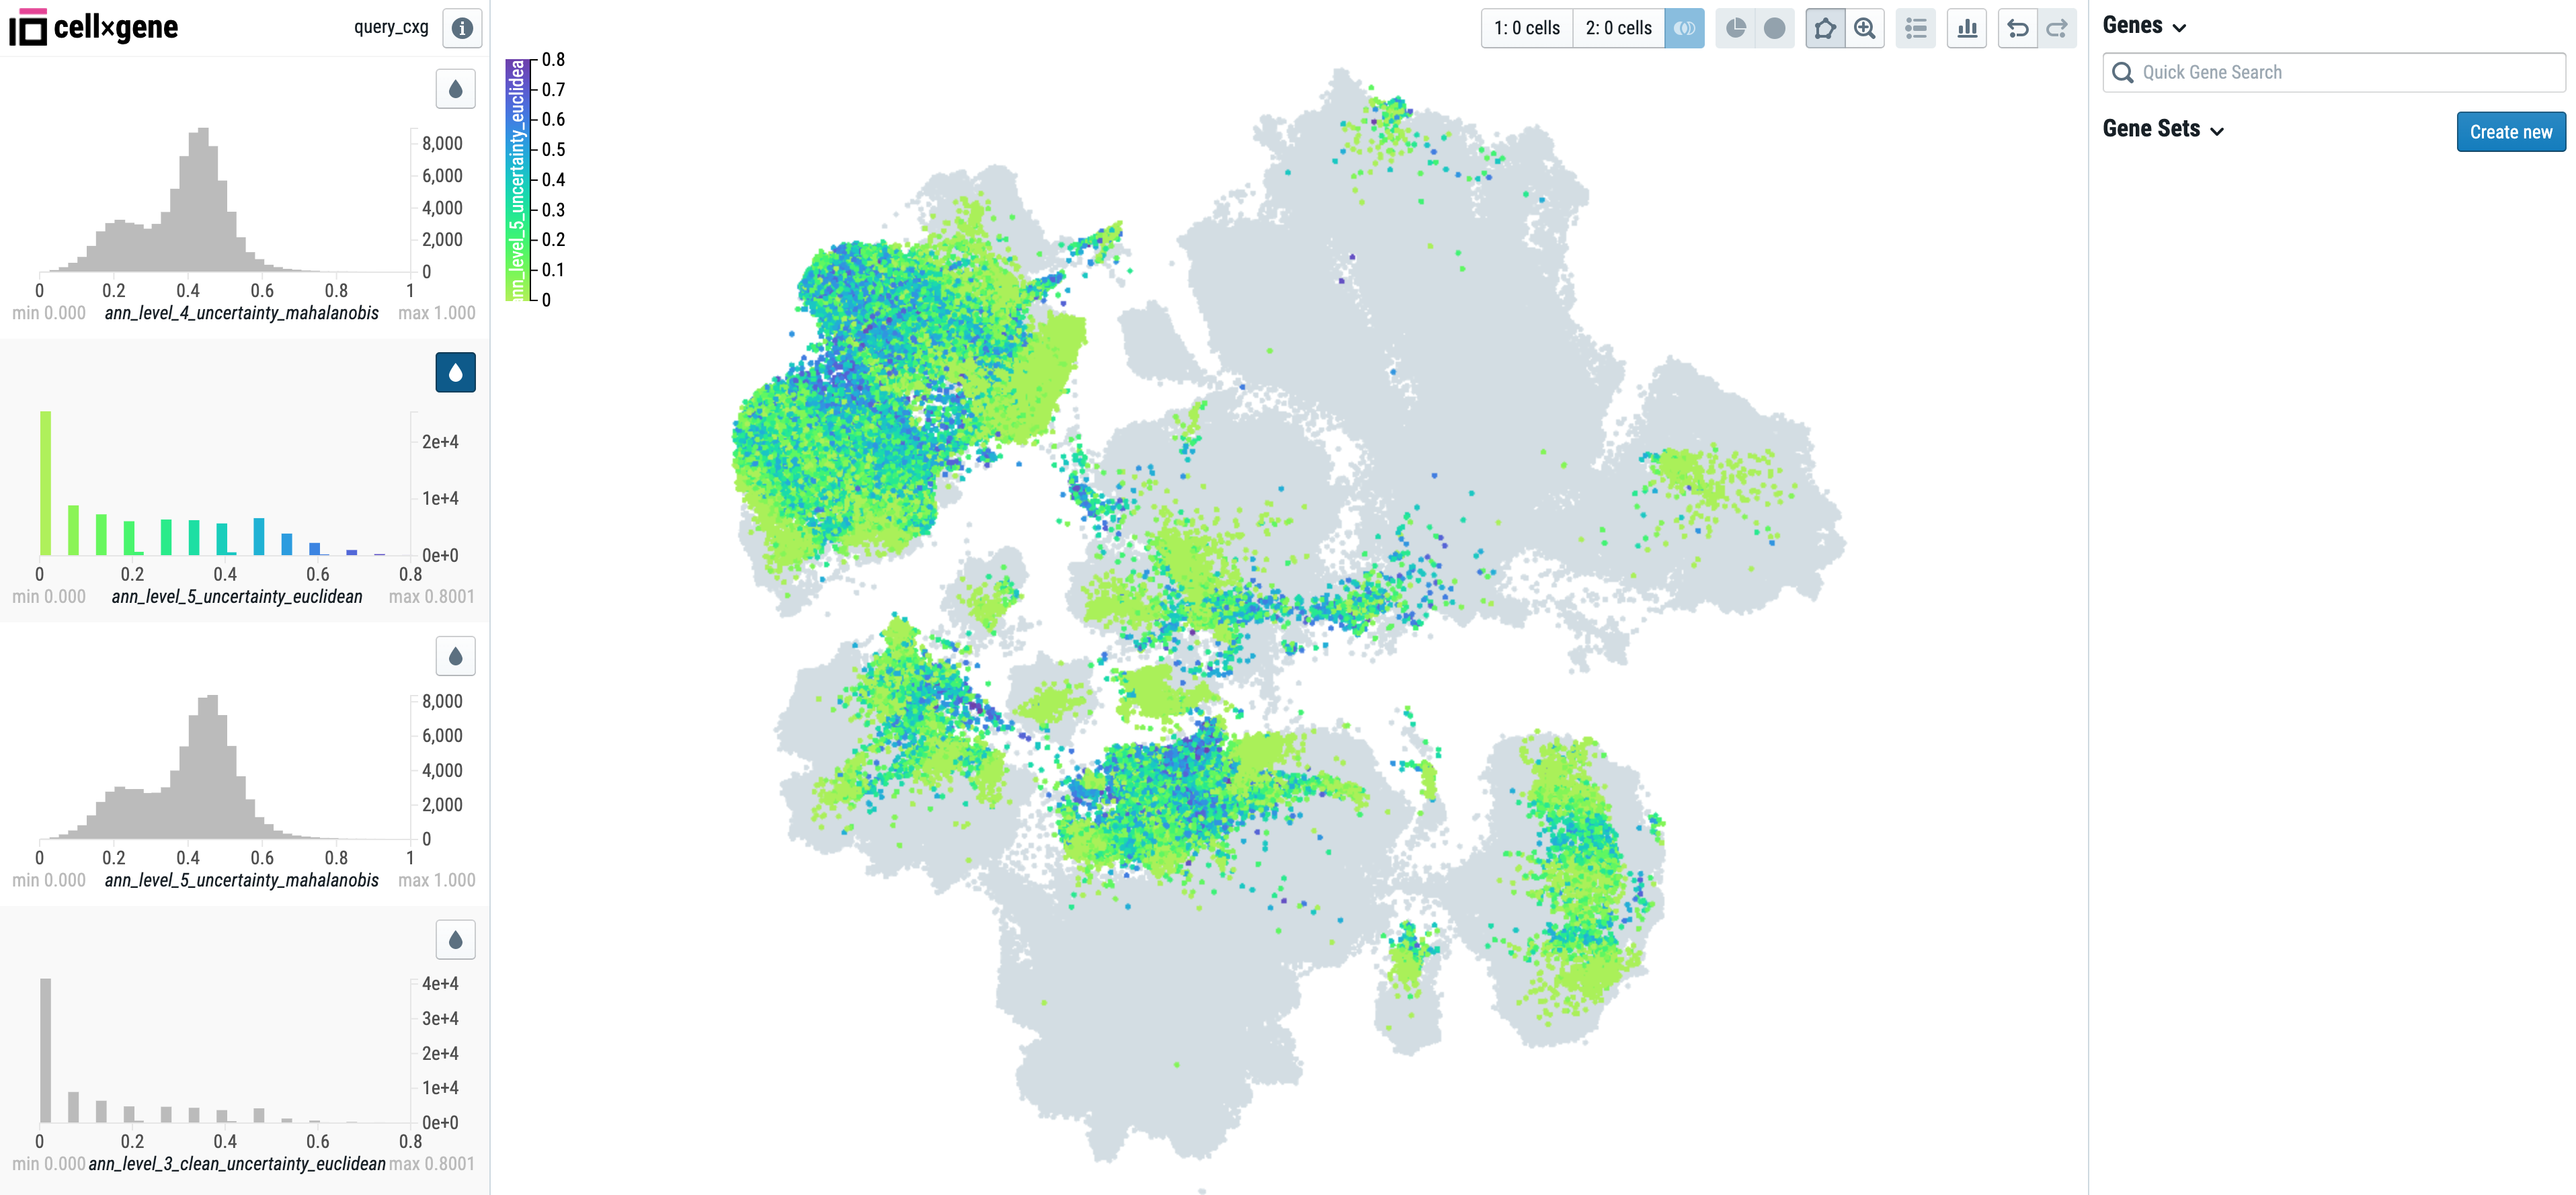 cell×gene
query_cxg
8,000
6,000
4,000
2,000
0
0 0.2 0.4 0.6 0.8 1
min 0.000 ann_level_4_uncertainty_mahalanobis max 1.000
2e+4
1e+4
0e+0
0 0.2 0.4 0.6 0.8
min 0.000 ann_level_5_uncertainty_euclidean max 0.8001
8,000
6,000
4,000
2,000
0
0 0.2 0.4 0.6 0.8 1
min 0.000 ann_level_5_uncertainty_mahalanobis max 1.000
4e+4
3e+4
2e+4
1e+4
0e+0
0 0.2 0.4 0.6 0.8
min 0.000 ann_level_3_clean_uncertainty_euclidean max 0.8001
ann_level_5_uncertainty_euclidea
0.8
0.7
0.6
0.5
0.4
0.3
0.2
0.1
0
1: 0 cells 2: 0 cells
Genes
Quick Gene Search
Gene Sets
Create new